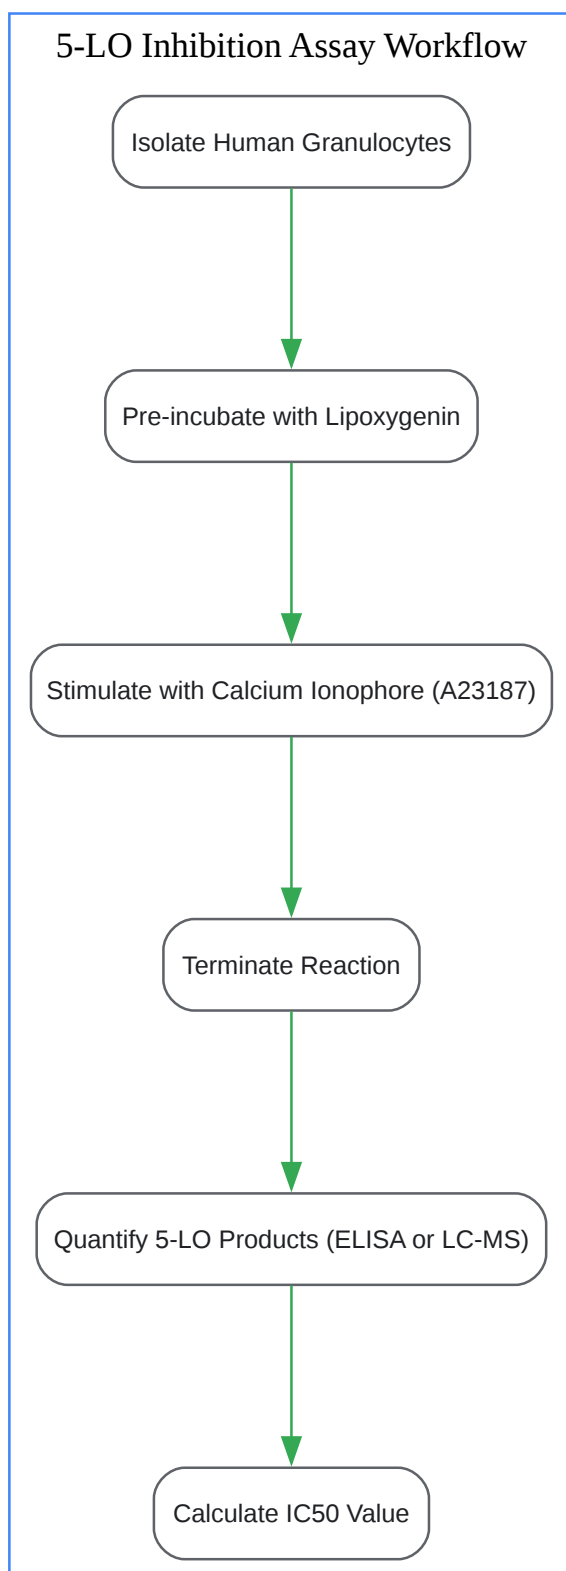 5-LO Inhibition Assay Workflow
Isolate Human Granulocytes
Pre-incubate with Lipoxygenin
Stimulate with Calcium Ionophore (A23187)
Terminate Reaction
Quantify 5-LO Products (ELISA or LC-MS)
Calculate IC50 Value